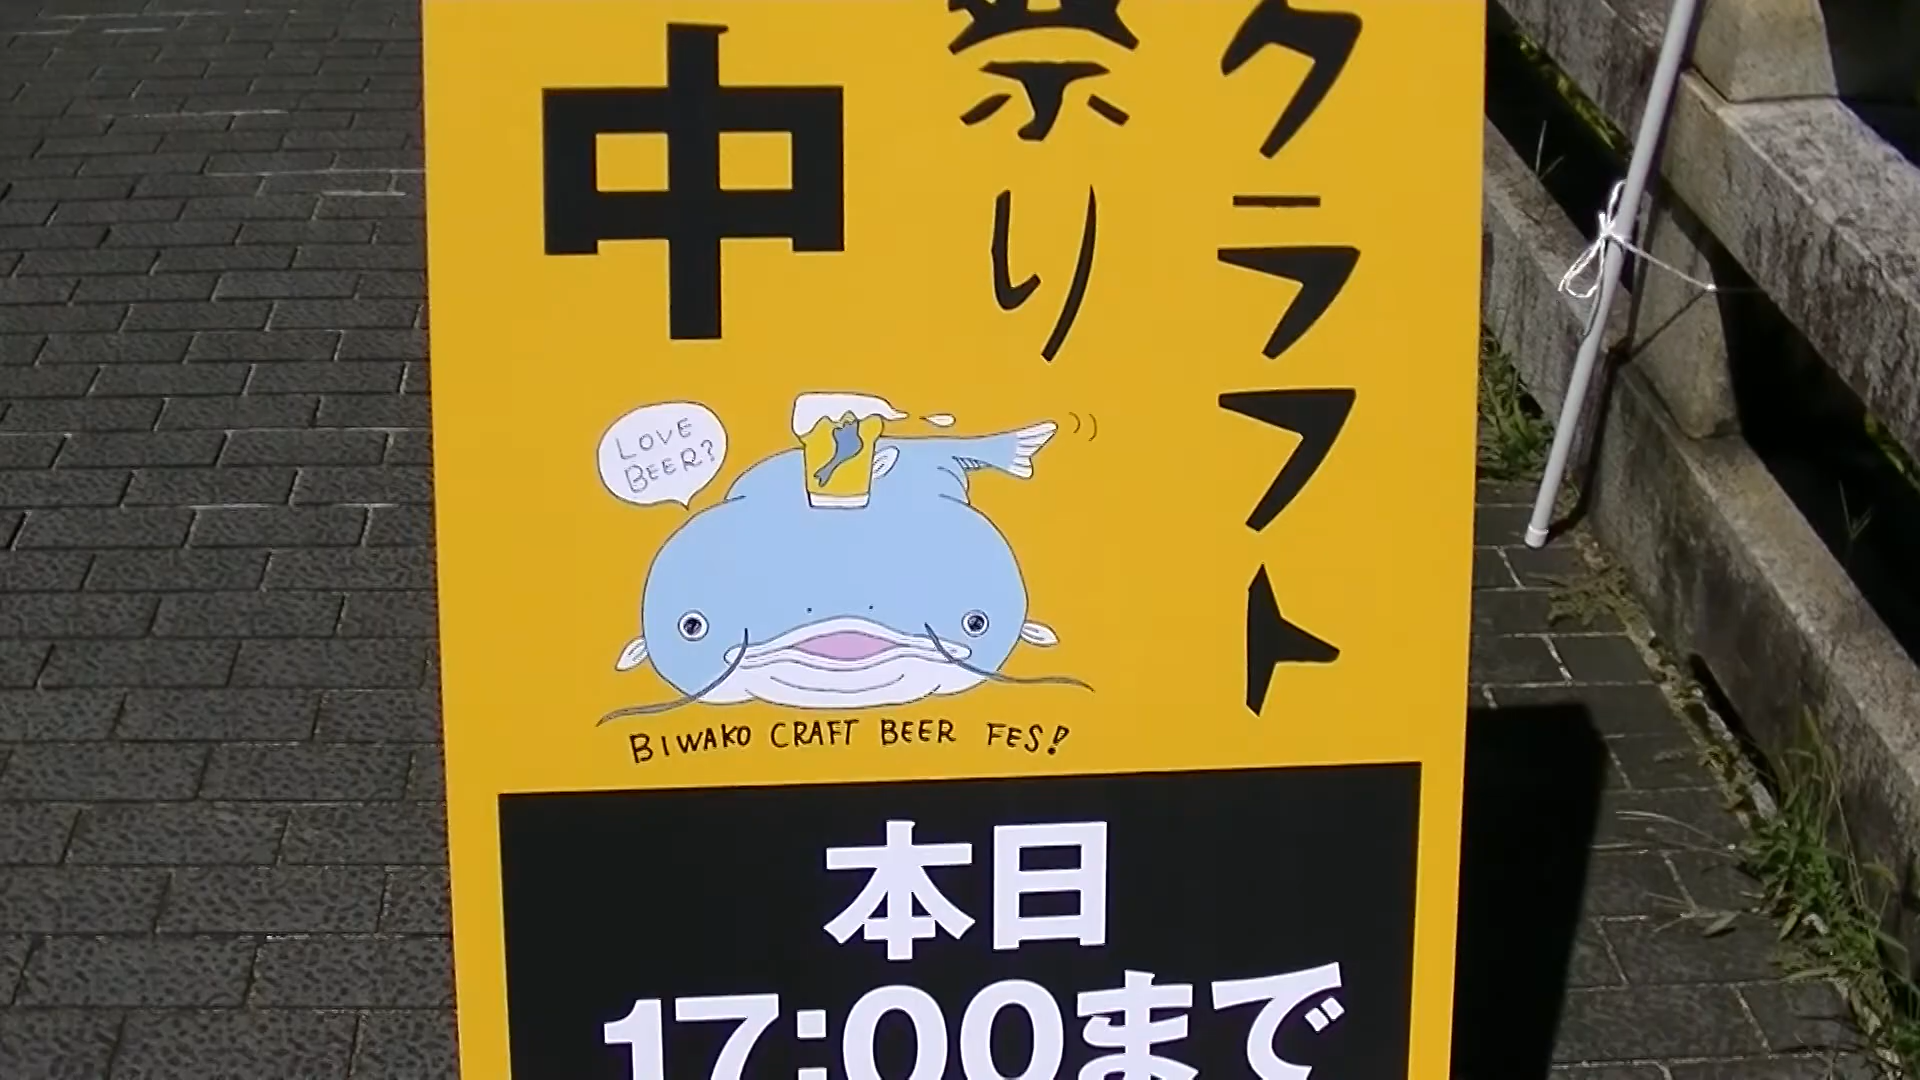 クラフト
祭り
中
LOVE
BEER?
BIWAKO CRAFT BEER FES!
本日
17:00まで